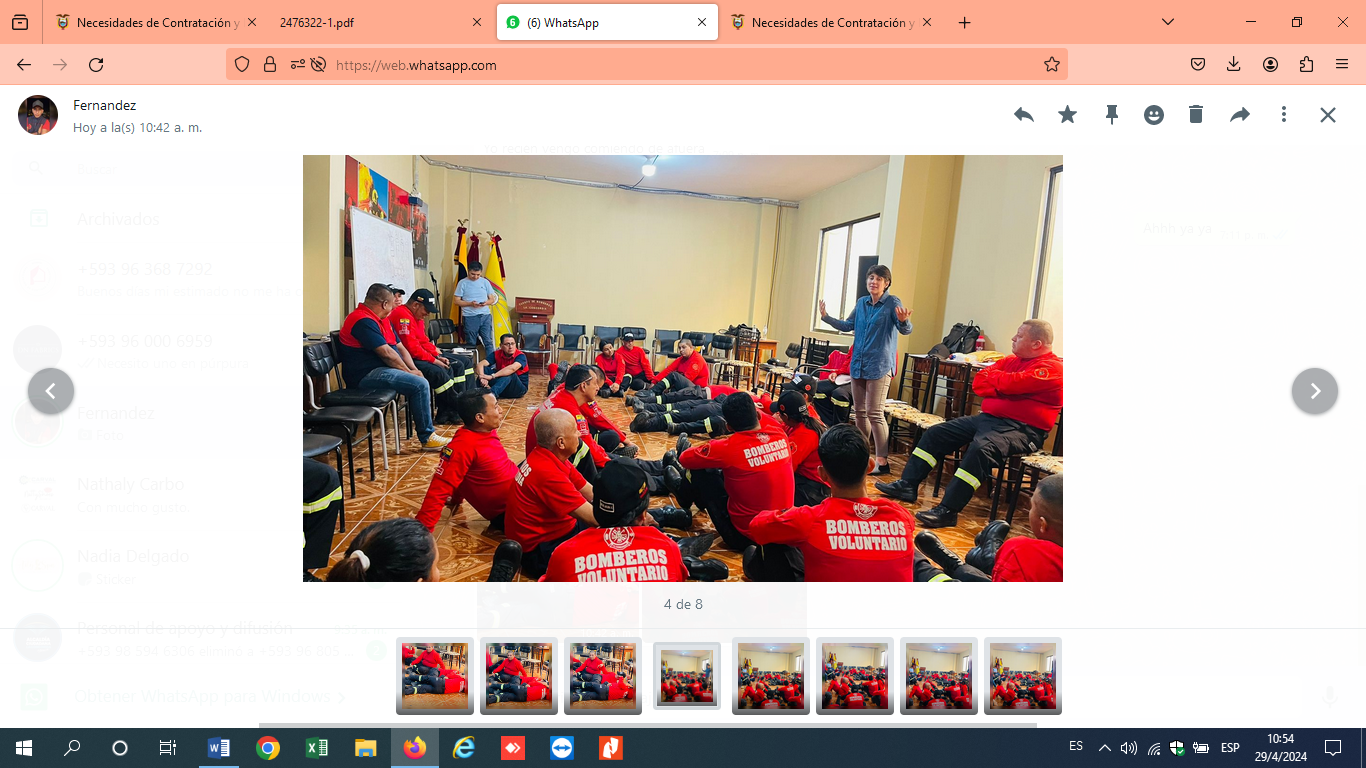 Necesidades de Contratación y
2476322-1.pdf
(6) WhatsApp
Necesidades de Contratación y
https://web.whatsapp.com
Fernandez
Hoy a la(s) 10:42 a. m.
Archivados
+593 96 368 7292
+593 96 000 6959
Fernandez
Foto
Nathaly Carbo
Con mucho gusto.
Nadia Delgado
Sticker
Personal de apoyo y difusión
Obtener WhatsApp para Windows
Annn ya ya
BOMBEROS
VOLUNTARIO
BOMBEROS
VOLUNTARIO
BOMBEROS
VOLUNTARIO
4 de 8
ES
ESP
10:54
29/4/2024